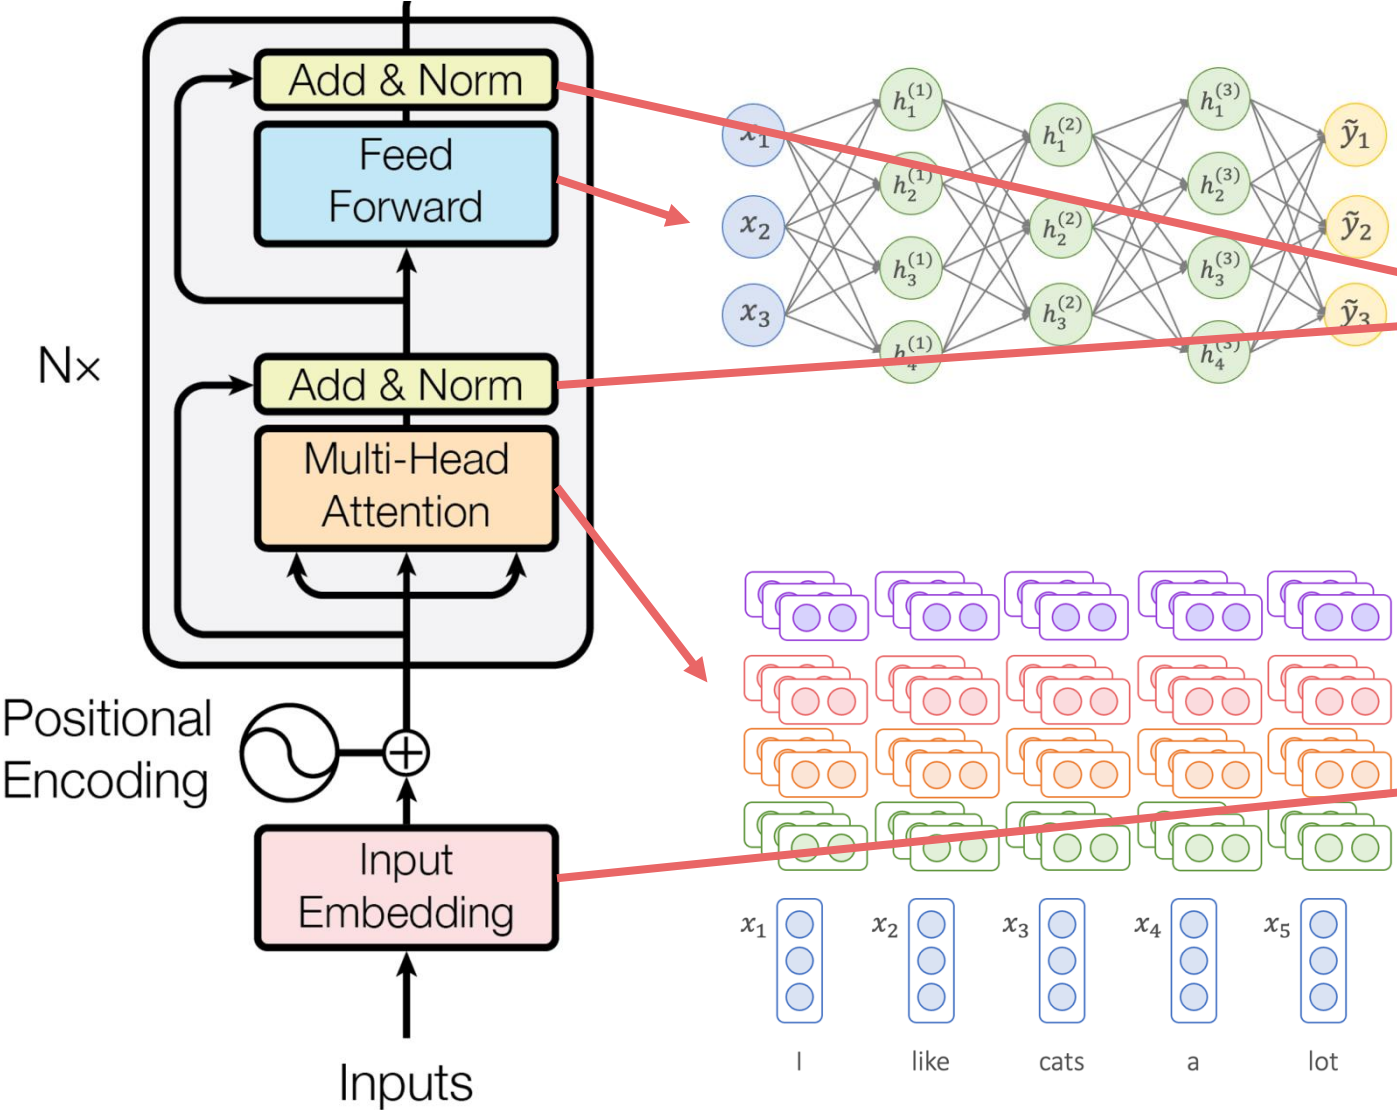 Add & Norm
Feed
Forward
N×
Add & Norm
Multi-Head
Attention
Positional
Encoding
Input
Embedding
Inputs
x₁
x₂
x₃
h₁⁽¹⁾
h₂⁽¹⁾
h₃⁽¹⁾
h₄⁽¹⁾
h₁⁽²⁾
h₂⁽²⁾
h₃⁽²⁾
h₁⁽³⁾
h₂⁽³⁾
h₃⁽³⁾
h₄⁽³⁾
ỹ₁
ỹ₂
ỹ₃
x₁ x₂ x₃ x₄ x₅
I like cats a lot